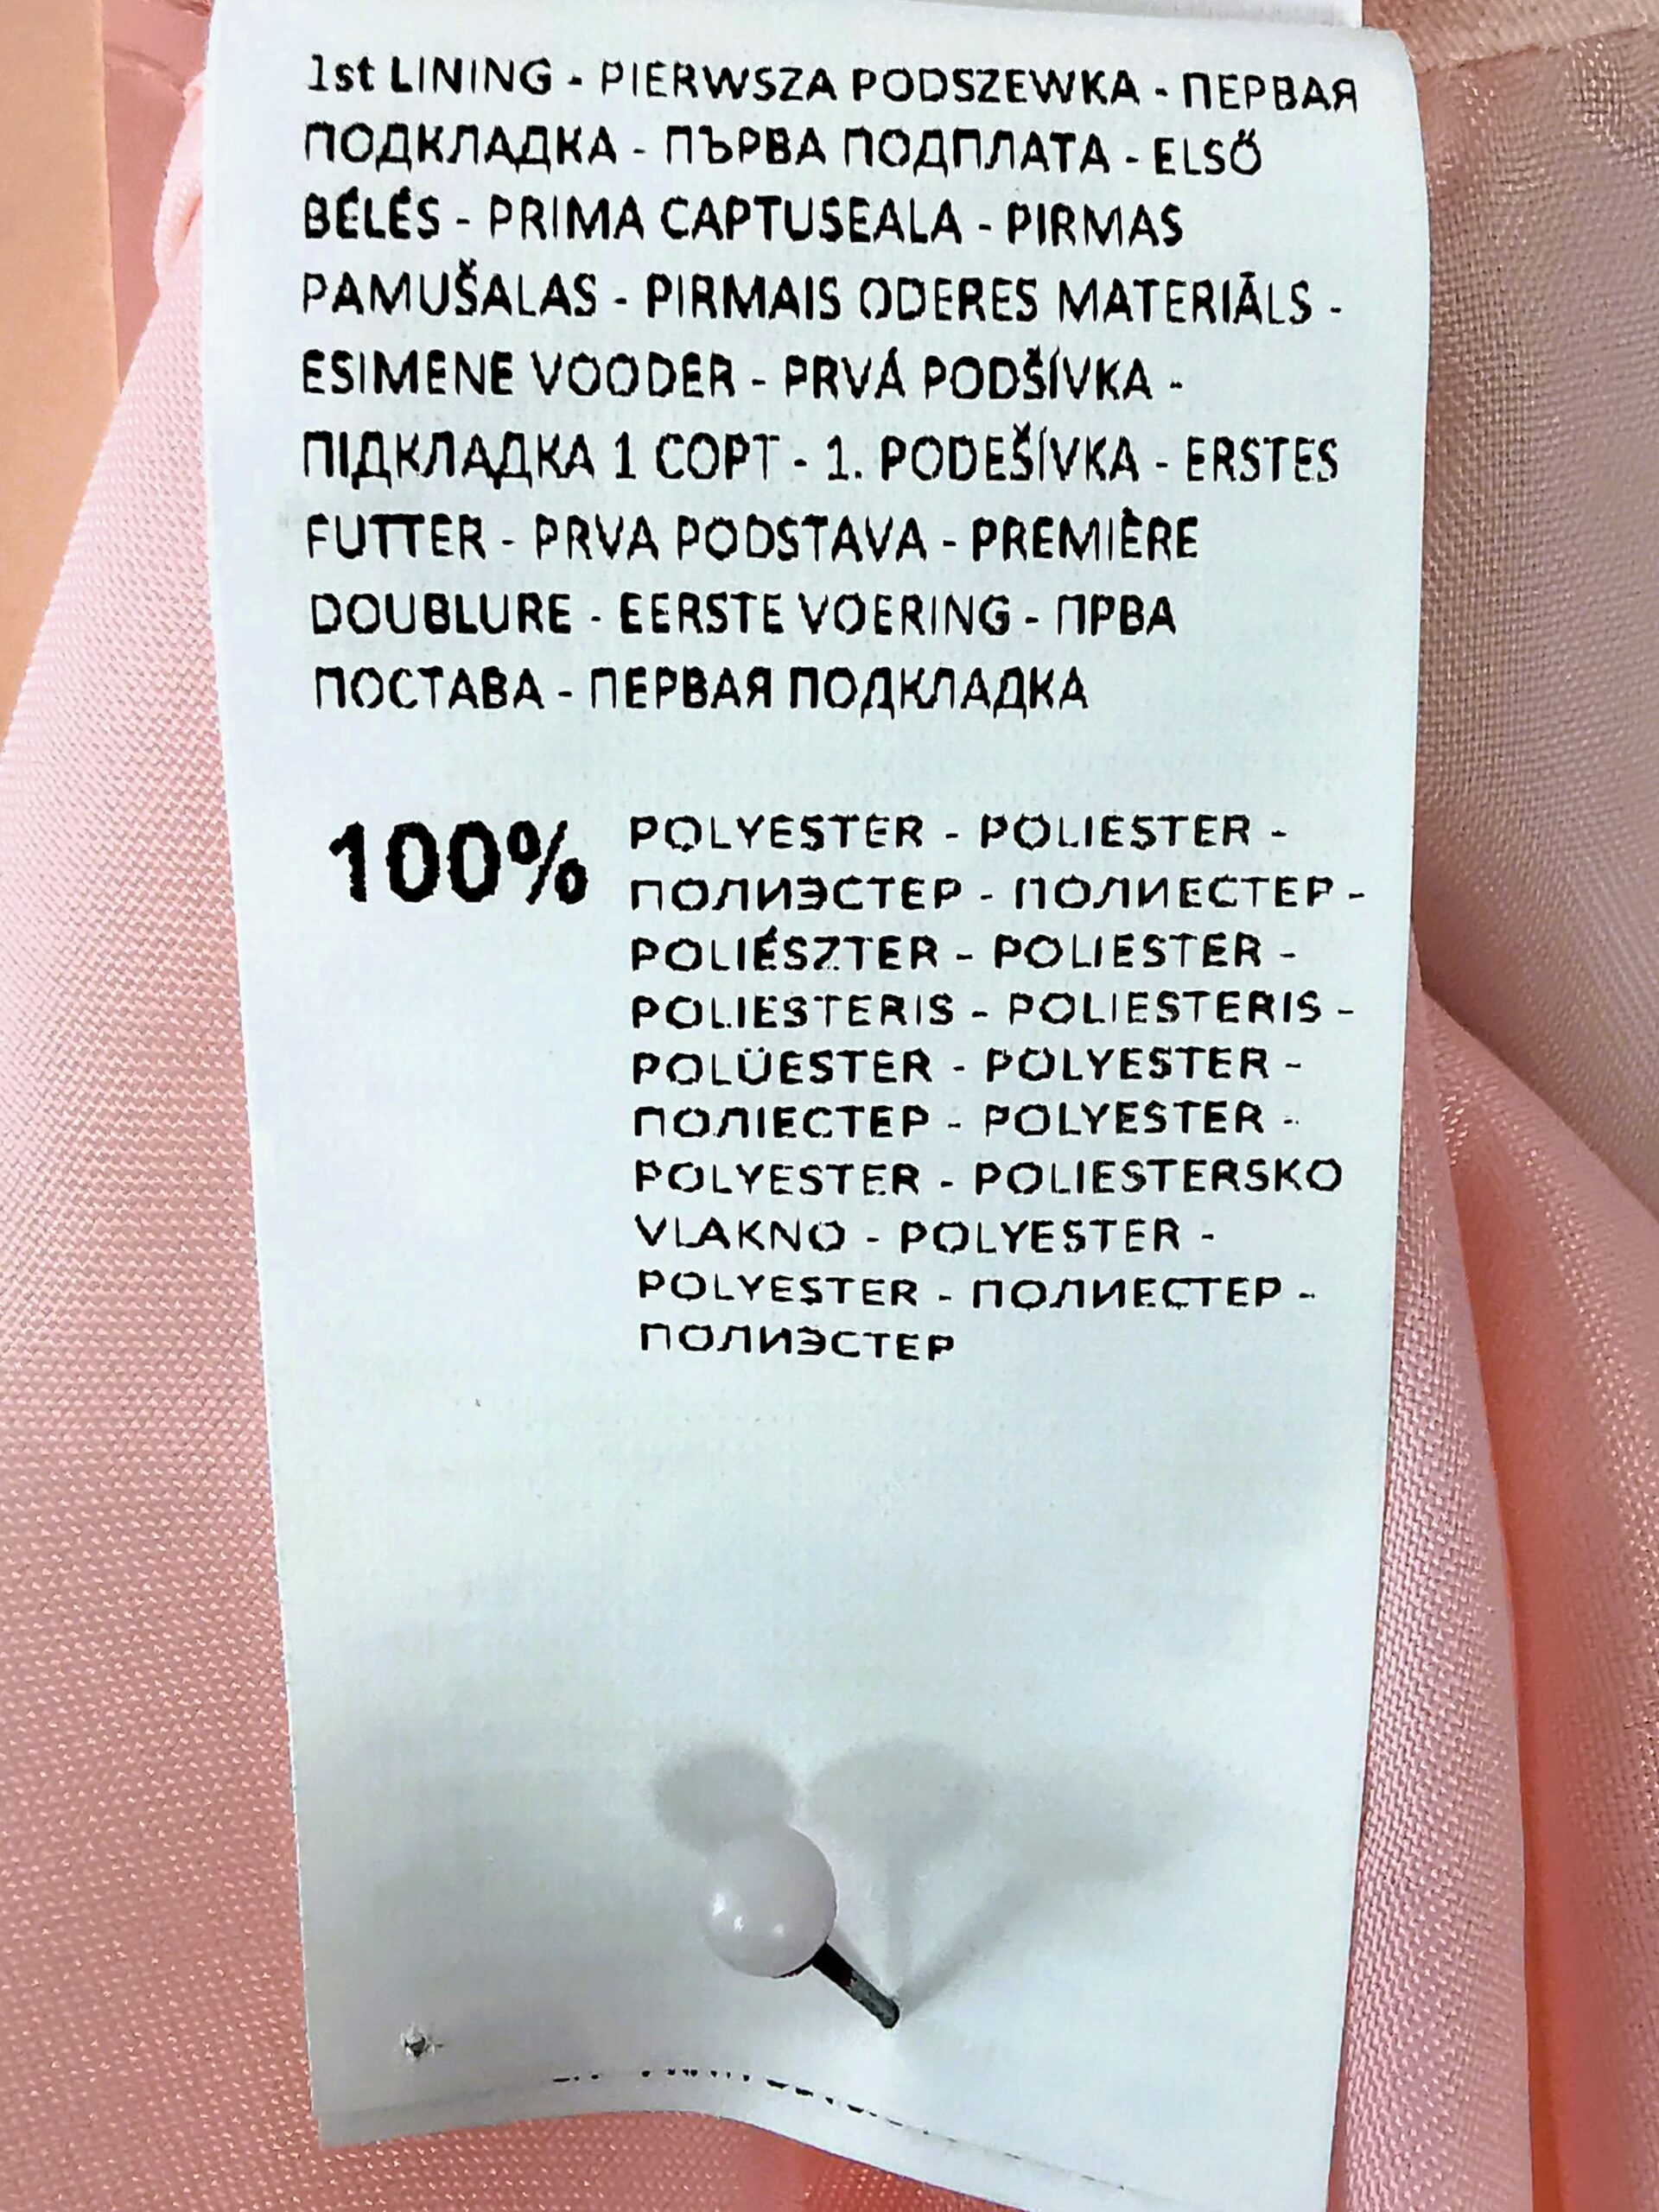 1st LINING - PIERWSZA PODSZEWKA - ПЕРВАЯ
ПОДКЛАДКА - ПЪРВА ПОДПЛАТА - ELSŐ
BÉLÉS - PRIMA CAPTUSEALA - PIRMAS
PAMUŠALAS - PIRMAIS ODERES MATERIĀLS -
ESIMENE VOODER - PRVÁ PODŠÍVKA -
ПІДКЛАДКА 1 СОРТ - 1. PODEŠÍVKA - ERSTES
FUTTER - PRVA PODSTAVA - PREMIÈRE
DOUBLURE - EERSTE VOERING - ПРВА
ПОСТАВА - ПЕРВАЯ ПОДКЛАДКА
100% POLYESTER - POLIESTER -
ПОЛИЭСТЕР - ПОЛИЕСТЕР -
POLIÉSZTER - POLIESTER -
POLIESTERIS - POLIESTERIS -
POLÜESTER - POLYESTER -
ПОЛІЕСТЕР - POLYESTER -
POLYESTER - POLIESTERSKO
VLAKNO - POLYESTER -
POLYESTER - ПОЛИЕСТЕР -
ПОЛИЭСТЕР